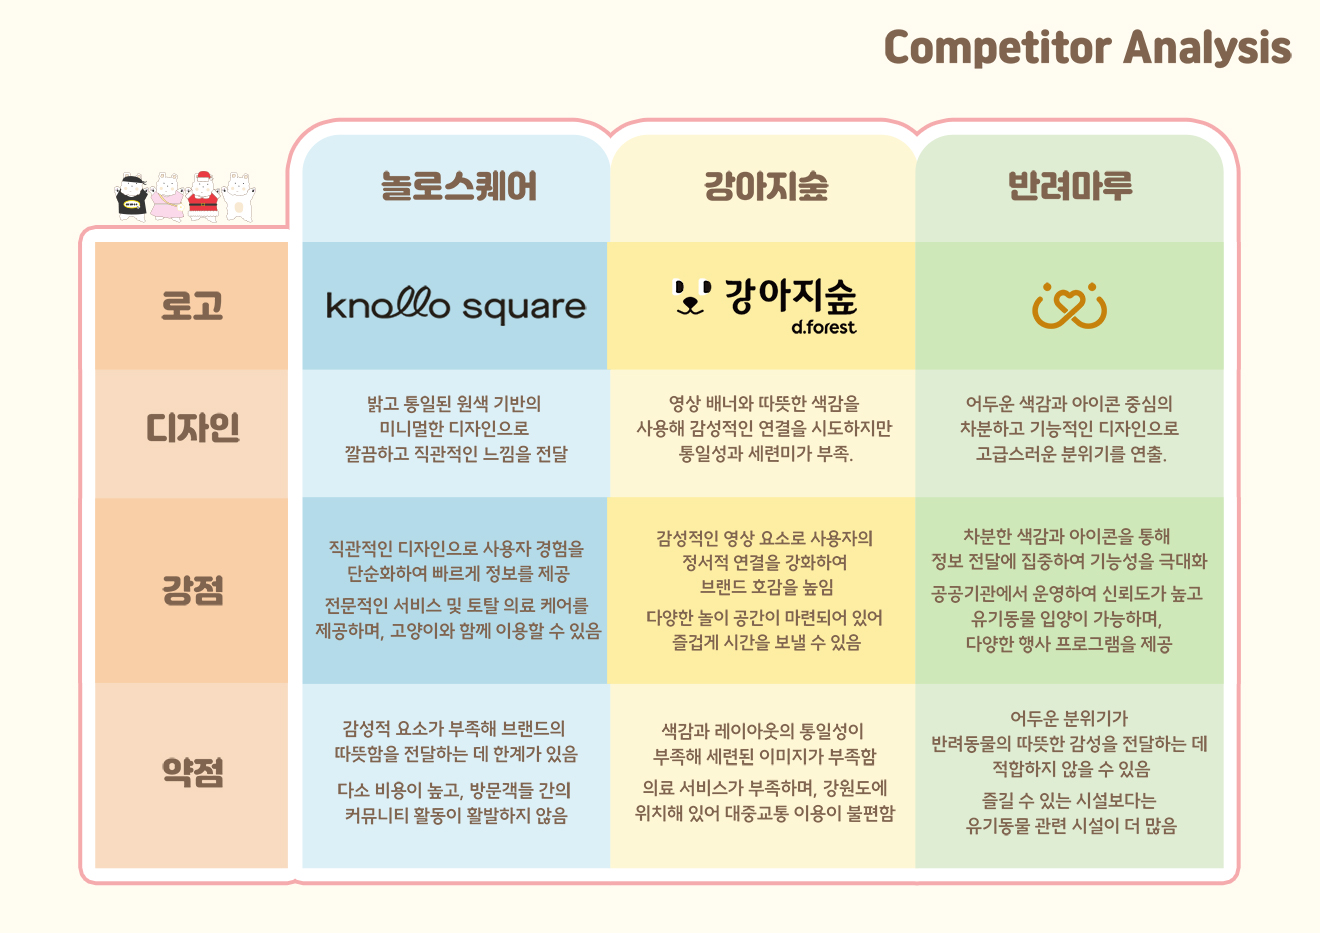 Competitor Analysis
놀로스퀘어
강아지숲
반려마루
로고
knollo square
강아지숲
d.forest
디자인
밝고 통일된 원색 기반의
미니멀한 디자인으로
깔끔하고 직관적인 느낌을 전달
영상 배너와 따뜻한 색감을
사용해 감성적인 연결을 시도하지만
통일성과 세련미가 부족.
어두운 색감과 아이콘 중심의
차분하고 기능적인 디자인으로
고급스러운 분위기를 연출.
강점
직관적인 디자인으로 사용자 경험을
단순화하여 빠르게 정보를 제공
전문적인 서비스 및 토탈 의료 케어를
제공하며, 고양이와 함께 이용할 수 있음
감성적인 영상 요소로 사용자의
정서적 연결을 강화하여
브랜드 호감을 높임
다양한 놀이 공간이 마련되어 있어
즐겁게 시간을 보낼 수 있음
차분한 색감과 아이콘을 통해
정보 전달에 집중하여 기능성을 극대화
공공기관에서 운영하여 신뢰도가 높고
유기동물 입양이 가능하며,
다양한 행사 프로그램을 제공
약점
감성적 요소가 부족해 브랜드의
따뜻함을 전달하는 데 한계가 있음
다소 비용이 높고, 방문객들 간의
커뮤니티 활동이 활발하지 않음
색감과 레이아웃의 통일성이
부족해 세련된 이미지가 부족함
의료 서비스가 부족하며, 강원도에
위치해 있어 대중교통 이용이 불편함
어두운 분위기가
반려동물의 따뜻한 감성을 전달하는 데
적합하지 않을 수 있음
즐길 수 있는 시설보다는
유기동물 관련 시설이 더 많음